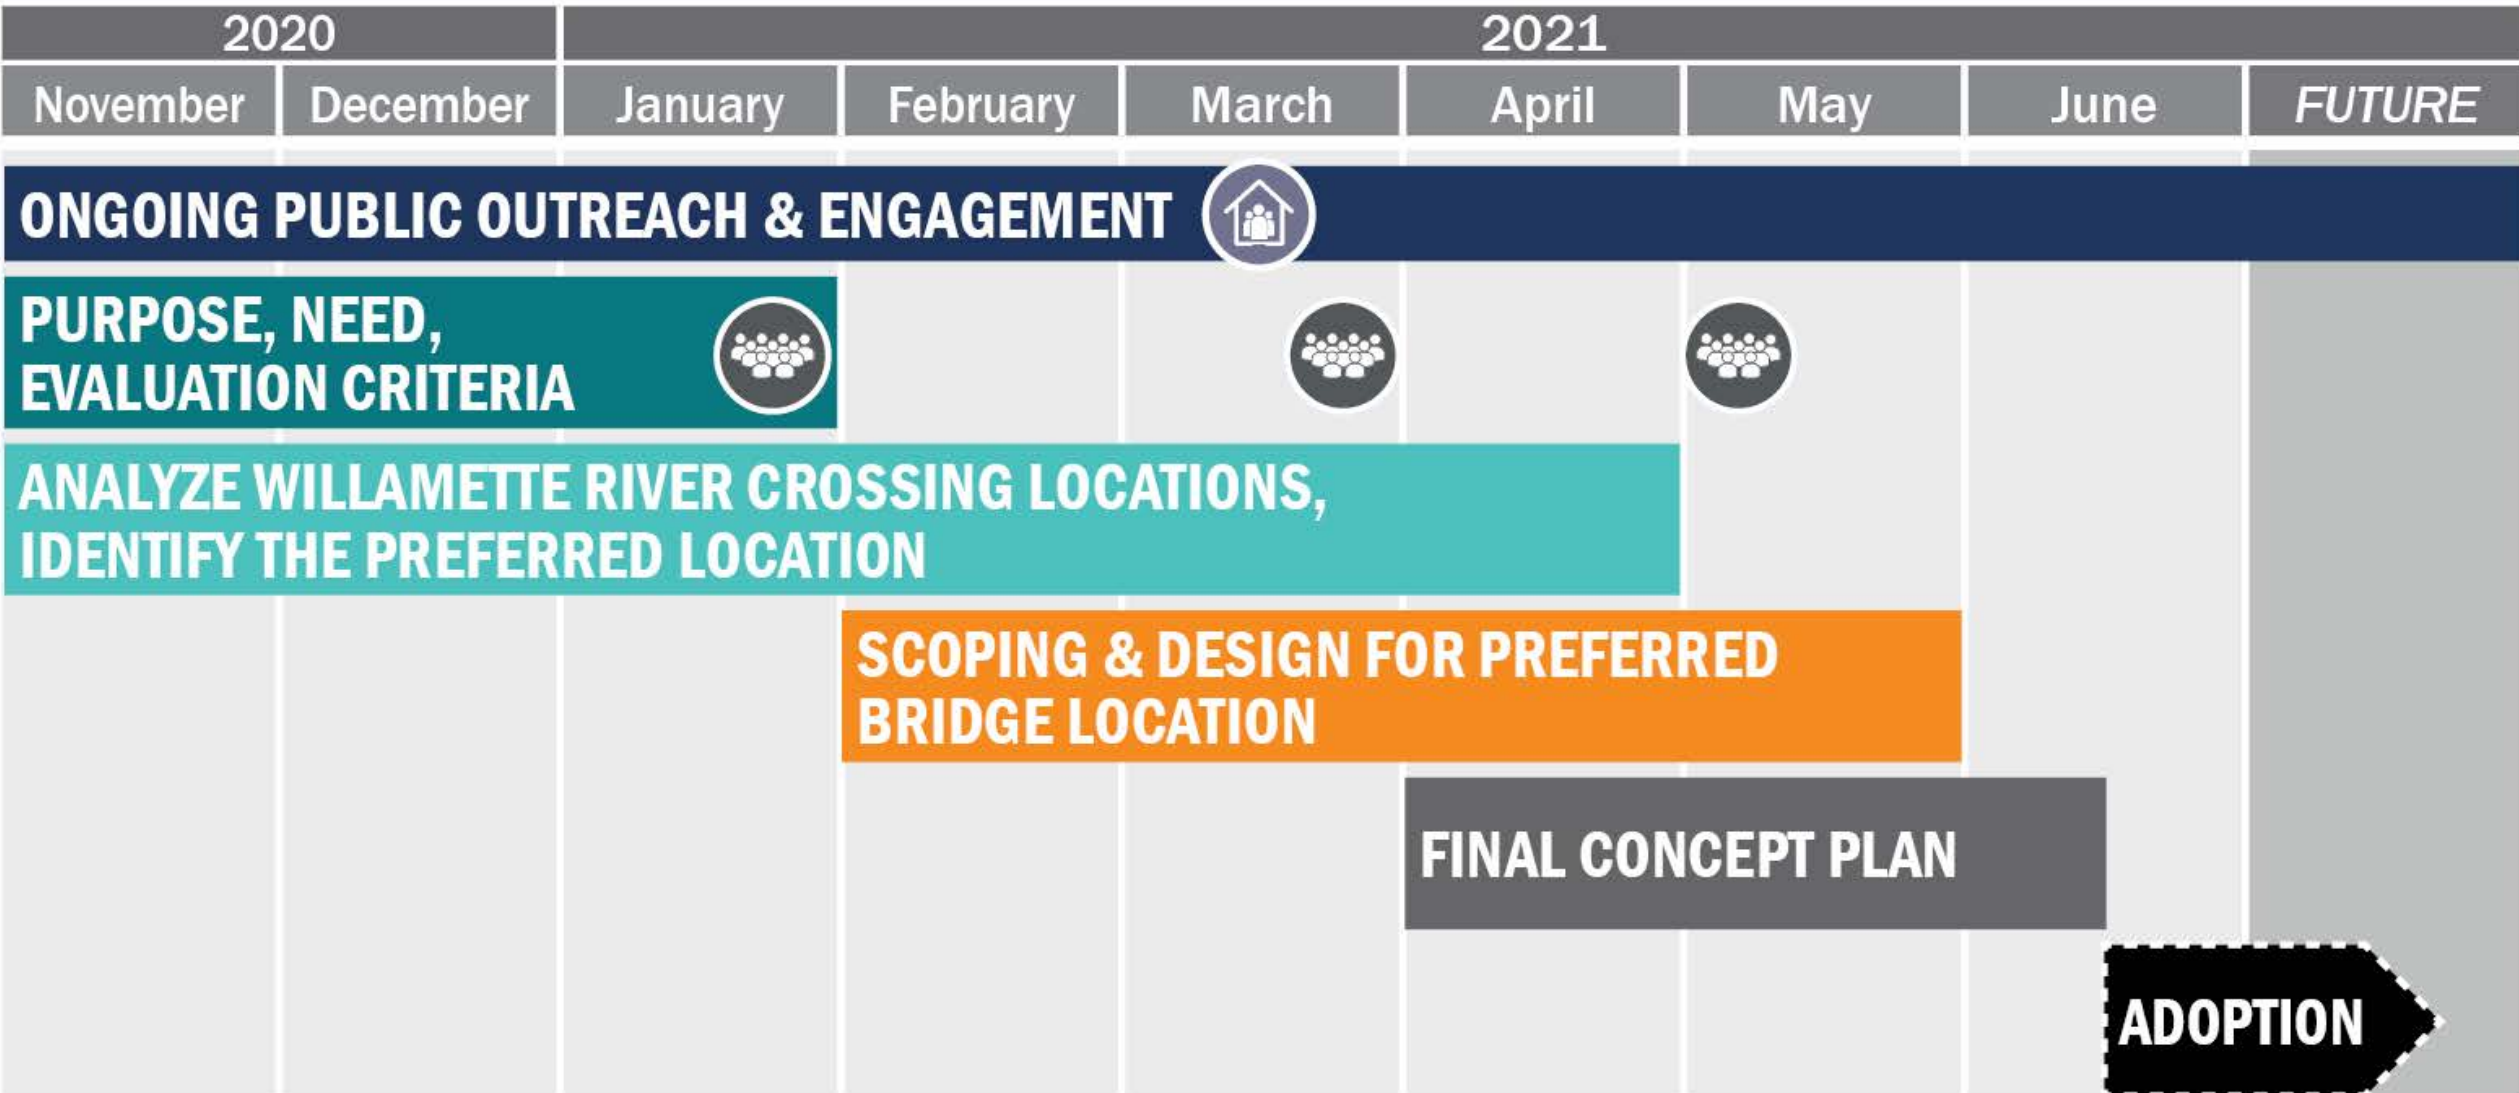 2020
2021
November
December
January
February
March
April
May
June
FUTURE
ONGOING PUBLIC OUTREACH & ENGAGEMENT
PURPOSE, NEED,
EVALUATION CRITERIA
ANALYZE WILLAMETTE RIVER CROSSING LOCATIONS,
IDENTIFY THE PREFERRED LOCATION
SCOPING & DESIGN FOR PREFERRED
BRIDGE LOCATION
FINAL CONCEPT PLAN
ADOPTION